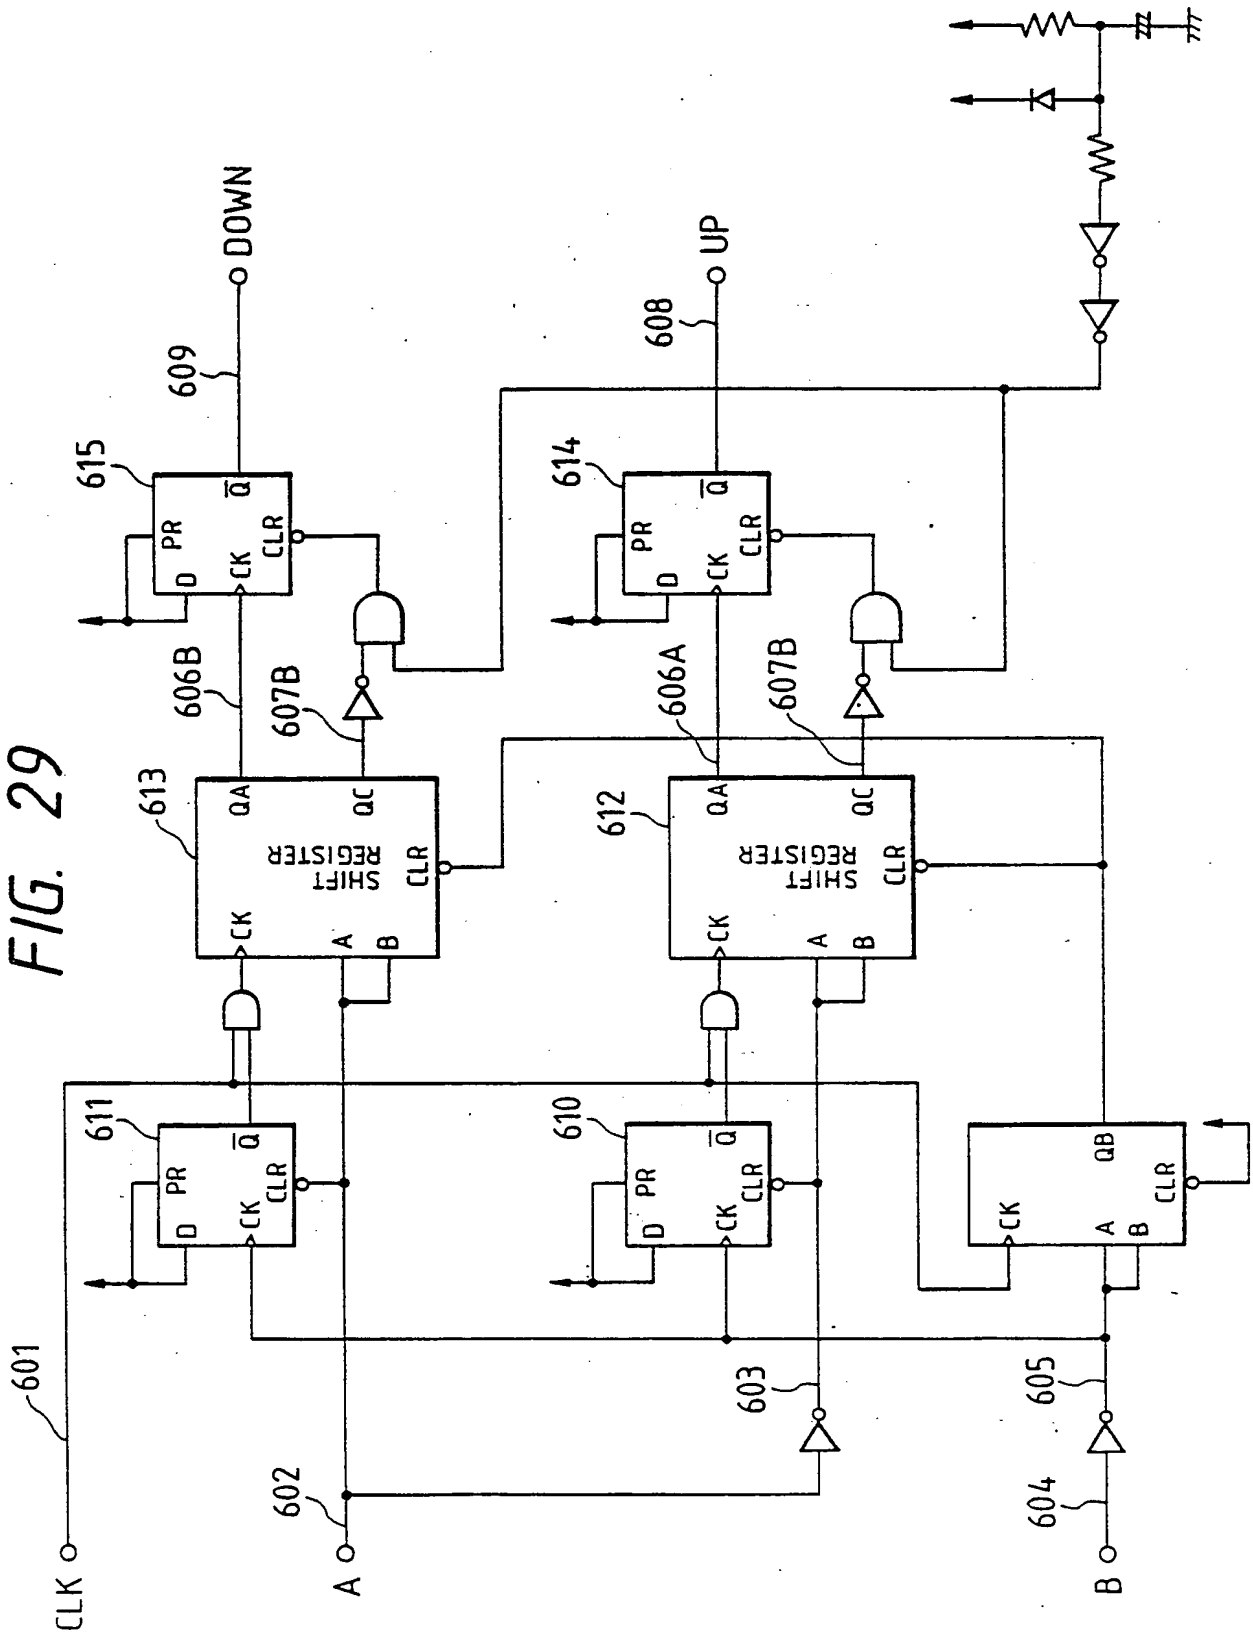 FIG. 29
CLK
601
A
602
603
B
604
605
611
PR
D
CK
Q
CLR
610
PR
D
CK
Q
CLR
CK
A
B
QB
CLR
613
CK
A
B
QA
QC
CLR
SHIFT
REGISTER
612
CK
A
B
QA
QC
CLR
SHIFT
REGISTER
606B
607B
606A
607B
615
PR
D
CK
Q
CLR
614
PR
D
CK
Q
CLR
609
DOWN
608
UP